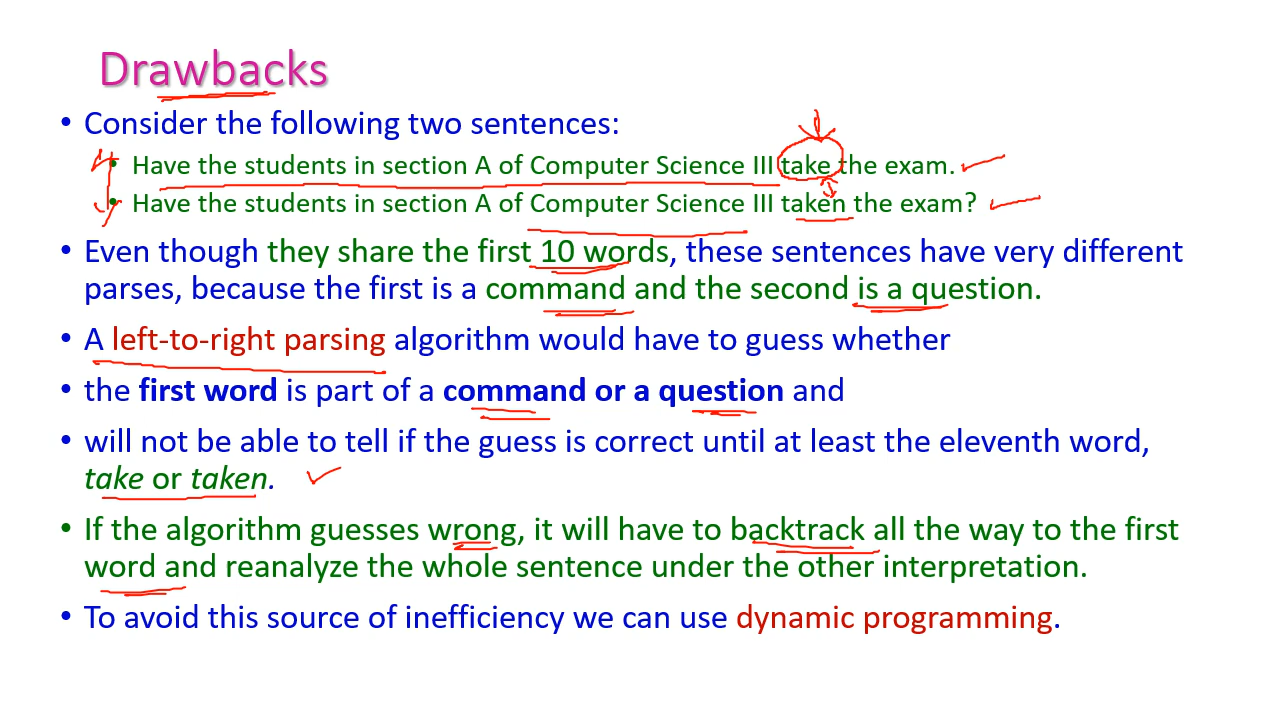 Drawbacks
• Consider the following two sentences:
• Have the students in section A of Computer Science III take the exam.
• Have the students in section A of Computer Science III taken the exam?
• Even though they share the first 10 words, these sentences have very different
parses, because the first is a command and the second is a question.
• A left-to-right parsing algorithm would have to guess whether
• the first word is part of a command or a question and
• will not be able to tell if the guess is correct until at least the eleventh word,
take or taken.
• If the algorithm guesses wrong, it will have to backtrack all the way to the first
word and reanalyze the whole sentence under the other interpretation.
• To avoid this source of inefficiency we can use dynamic programming.